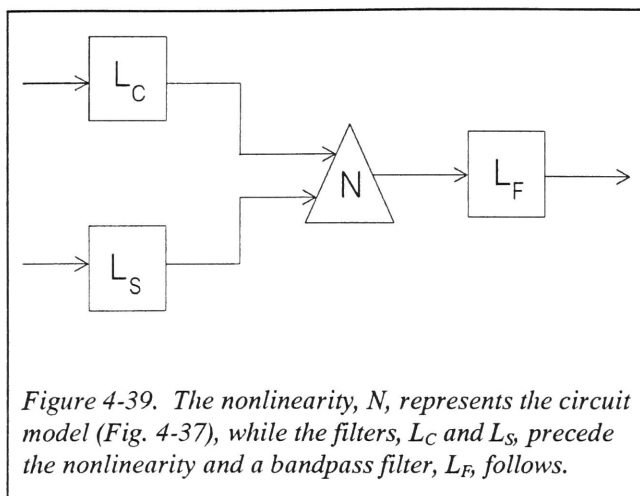 L_C
N
L_F
L_S
Figure 4-39. The nonlinearity, N, represents the circuit
model (Fig. 4-37), while the filters, L_C and L_S, precede
the nonlinearity and a bandpass filter, L_F, follows.